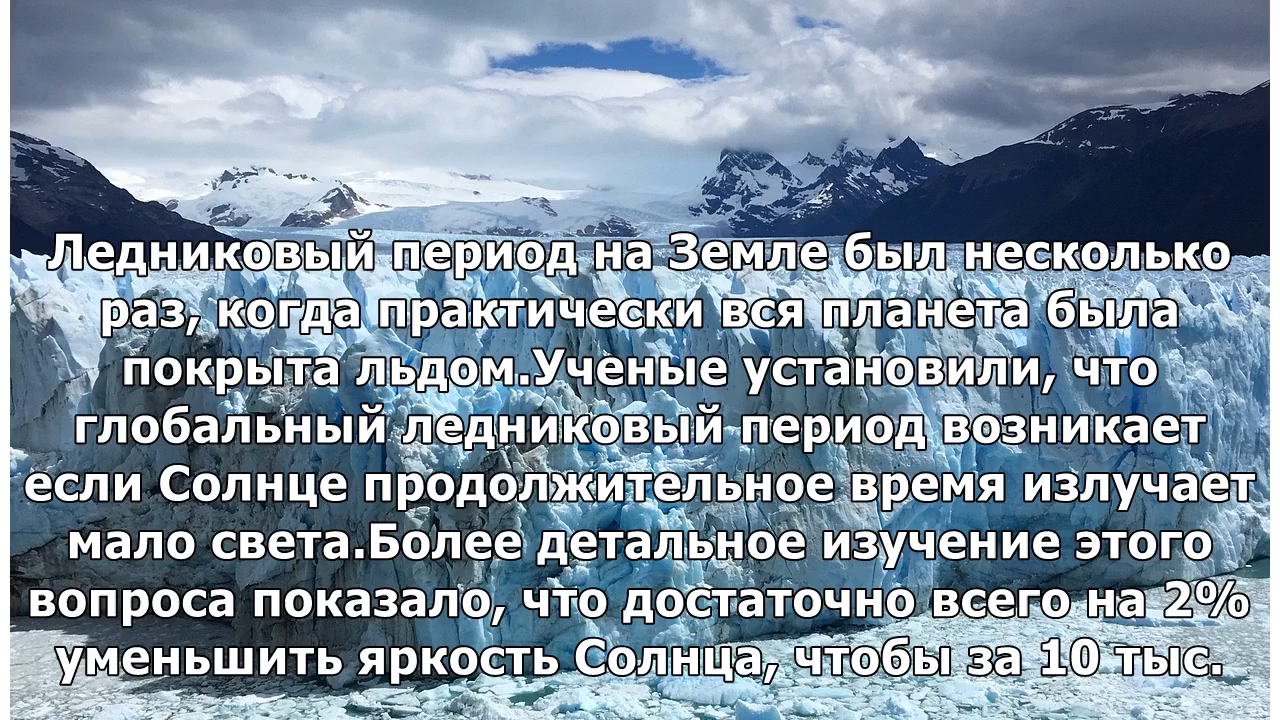 Ледниковый период на Земле был несколько
раз, когда практически вся планета была
покрыта льдом.Ученые установили, что
глобальный ледниковый период возникает
если Солнце продолжительное время излучает
мало света.Более детальное изучение этого
вопроса показало, что достаточно всего на 2%
уменьшить яркость Солнца, чтобы за 10 тыс.